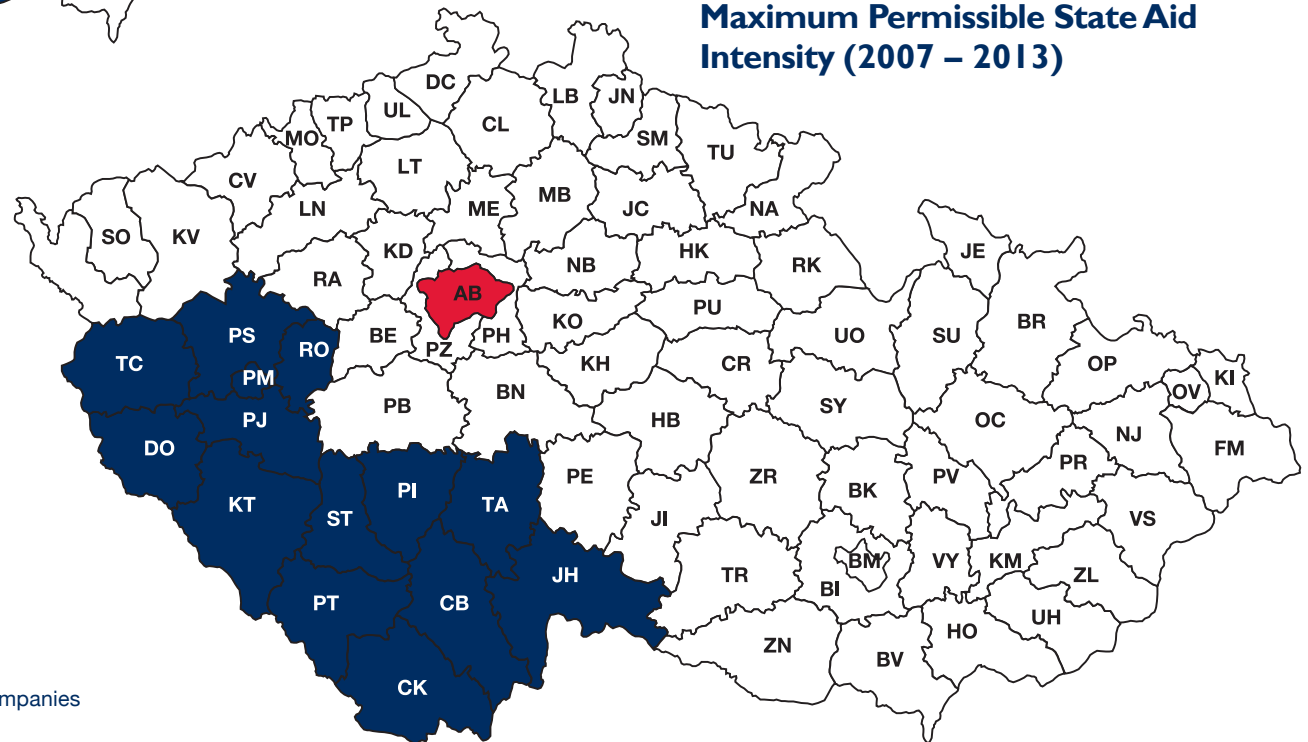 Maximum Permissible State Aid
Intensity (2007 – 2013)
DC
UL
TP
MO
LB
JN
CL
SM
TU
LT
CV
MB
LN
ME
JC
NA
SO
KV
KD
HK
JE
NB
RK
RA
AB
PU
KO
BR
PS
BE
PH
UO
SU
RO
PZ
TC
KH
CR
OP
KI
PM
OV
BN
PB
SY
PJ
HB
OC
NJ
DO
FM
PR
PE
ZR
PV
PI
BK
KT
TA
ST
JI
VS
BM
VY
KM
JH
TR
ZL
BI
PT
CB
UH
HO
ZN
BV
CK
mpanies